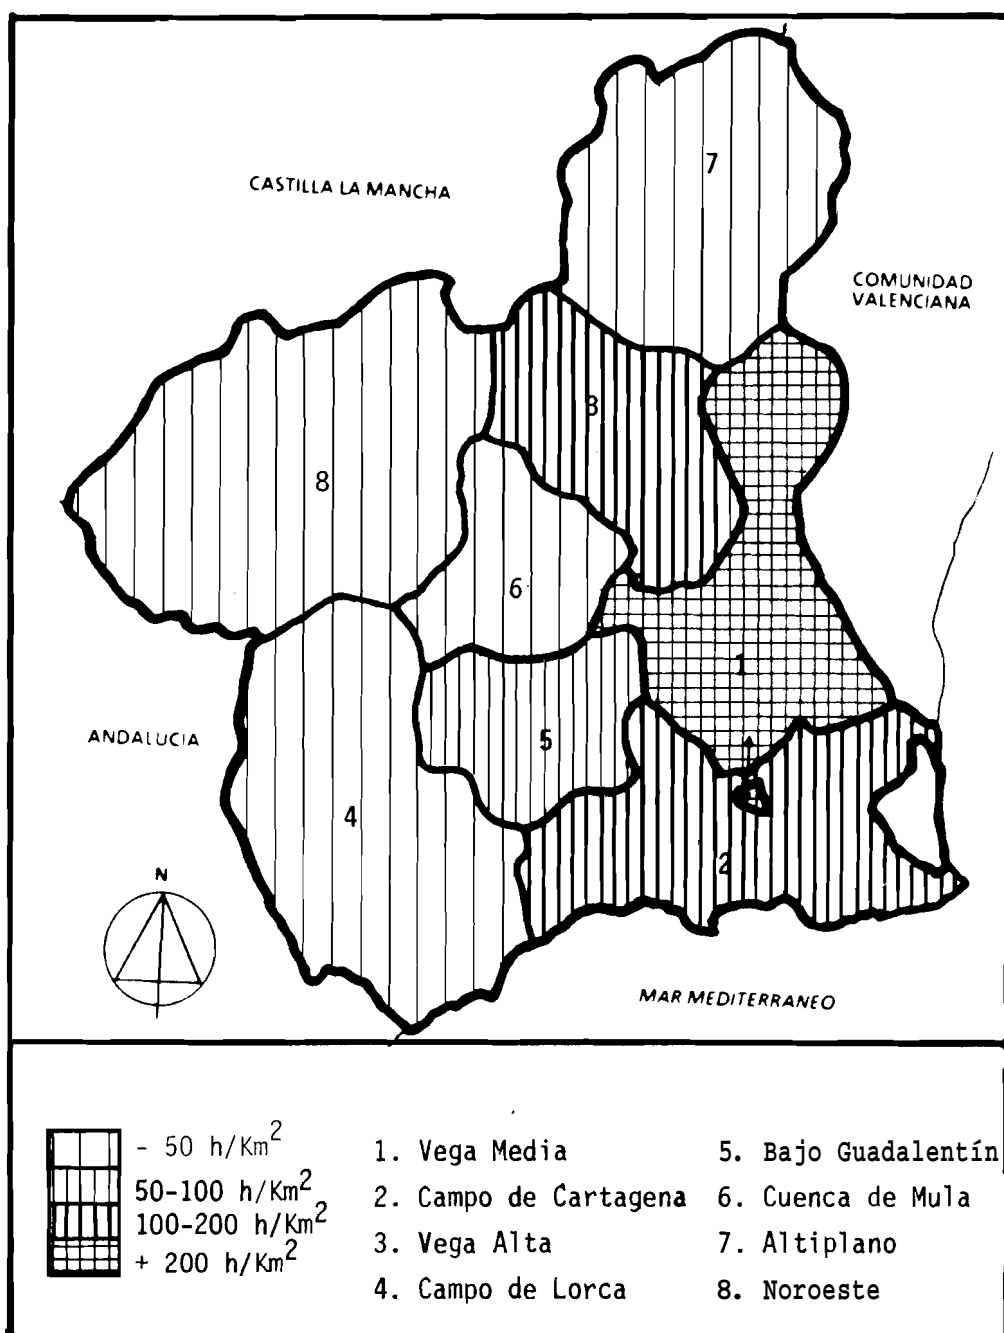 7
CASTILLA LA MANCHA
COMUNIDAD
VALENCIANA
3
8
6
1
ANDALUCIA
5
4
2
N
MAR MEDITERRANEO
- 50 h/Km²
50-100 h/Km²
100-200 h/Km²
+ 200 h/Km²
1. Vega Media
2. Campo de Cartagena
3. Vega Alta
4. Campo de Lorca
5. Bajo Guadalentín
6. Cuenca de Mula
7. Altiplano
8. Noroeste